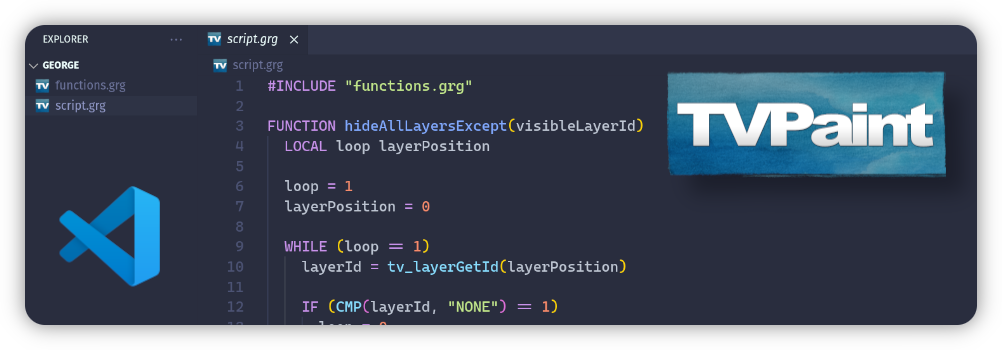 EXPLORER ...
GEORGE
TV functions.grg
TV script.grg
TV script.grg ×
TV script.grg
1 #INCLUDE "functions.grg"
2
3 FUNCTION hideAllLayersExcept(visibleLayerId)
4 LOCAL loop layerPosition
5
6 loop = 1
7 layerPosition = 0
8
9 WHILE (loop == 1)
10 layerId = tv_layerGetId(layerPosition)
11
12 IF (CMP(layerId, "NONE") == 1)
TVPaint